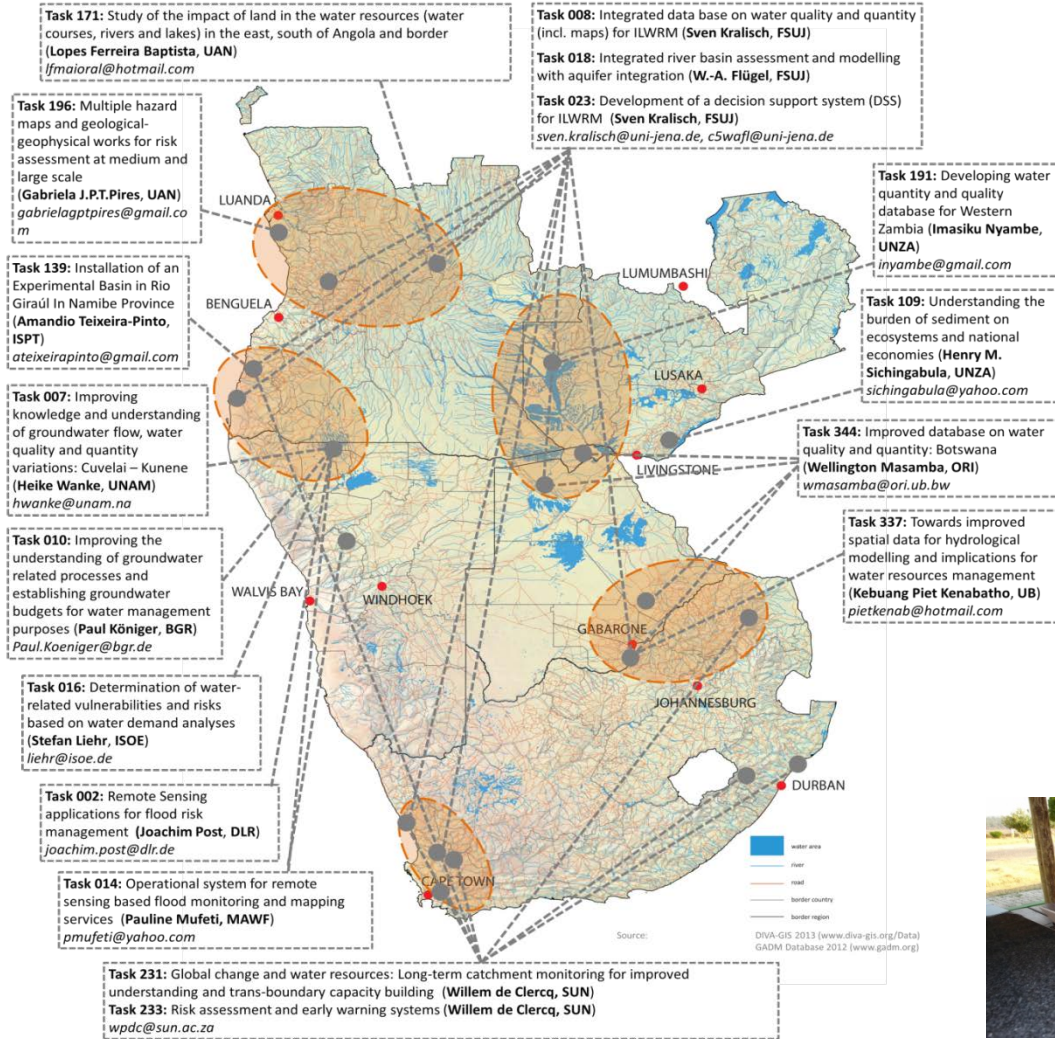 Task 171: Study of the impact of land in the water resources (water
courses, rivers and lakes) in the east, south of Angola and border
(Lopes Ferreira Baptista, UAN)
lfmaioral@hotmail.com
Task 008: Integrated data base on water quality and quantity
(incl. maps) for ILWRM (Sven Kralisch, FSUJ)
Task 018: Integrated river basin assessment and modelling
with aquifer integration (W.-A. Flügel, FSUJ)
Task 023: Development of a decision support system (DSS)
for ILWRM (Sven Kralisch, FSUJ)
sven.kralisch@uni-jena.de, c5wafl@uni-jena.de
Task 196: Multiple hazard
maps and geological-
geophysical works for risk
assessment at medium and
large scale
(Gabriela J.P.T.Pires, UAN)
gabrielagptpires@gmail.co
m
Task 191: Developing water
quantity and quality
database for Western
Zambia (Imasiku Nyambe,
UNZA)
inyambe@gmail.com
Task 139: Installation of an
Experimental Basin in Rio
Giraúl In Namibe Province
(Amandio Teixeira-Pinto,
ISPT)
ateixeirapinto@gmail.com
Task 109: Understanding the
burden of sediment on
ecosystems and national
economies (Henry M.
Sichingabula, UNZA)
sichingabula@yahoo.com
Task 007: Improving
knowledge and understanding
of groundwater flow, water
quality and quantity
variations: Cuvelai – Kunene
(Heike Wanke, UNAM)
hwanke@unam.na
Task 344: Improved database on water
quality and quantity: Botswana
(Wellington Masamba, ORI)
wmasamba@ori.ub.bw
Task 010: Improving the
understanding of groundwater
related processes and
establishing groundwater
budgets for water management
purposes (Paul Königer, BGR)
Paul.Koeniger@bgr.de
Task 337: Towards improved
spatial data for hydrological
modelling and implications for
water resources management
(Kebuang Piet Kenabatho, UB)
pietkenab@hotmail.com
Task 016: Determination of water-
related vulnerabilities and risks
based on water demand analyses
(Stefan Liehr, ISOE)
liehr@isoe.de
Task 002: Remote Sensing
applications for flood risk
management (Joachim Post, DLR)
joachim.post@dlr.de
Task 014: Operational system for remote
sensing based flood monitoring and mapping
services (Pauline Mufeti, MAWF)
pmufeti@yahoo.com
Task 231: Global change and water resources: Long-term catchment monitoring for improved
understanding and trans-boundary capacity building (Willem de Clercq, SUN)
Task 233: Risk assessment and early warning systems (Willem de Clercq, SUN)
wpdc@sun.ac.za
LUANDA
LUMUMBASHI
BENGUELA
LUSAKA
LIVINGSTONE
WALVIS BAY
WINDHOEK
GABARONE
JOHANNESBURG
DURBAN
CAPE TOWN
water area
river
road
border country
border region
Source:
DIVA-GIS 2013 (www.diva-gis.org/Data)
GADM Database 2012 (www.gadm.org)